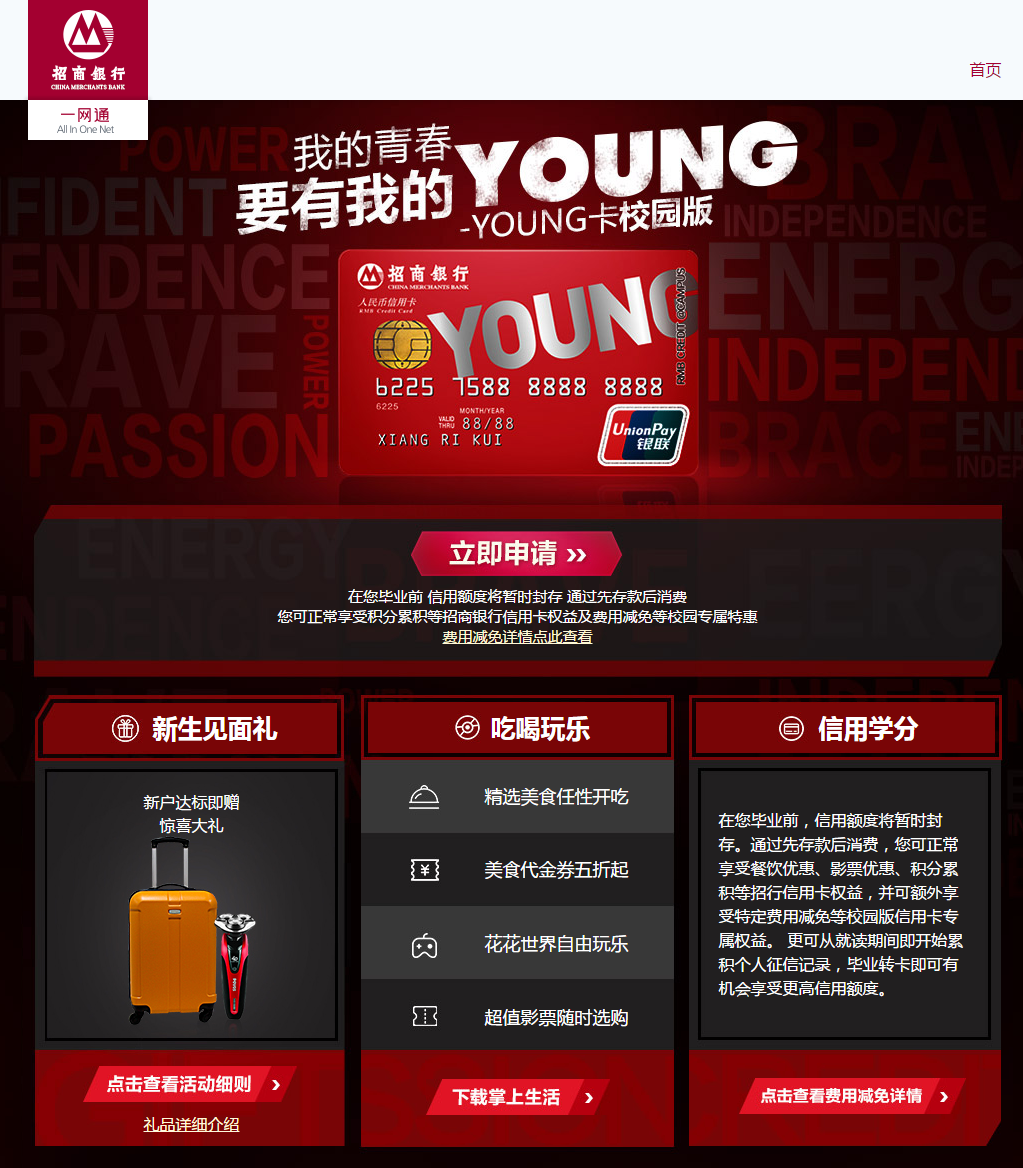 招商銀行
CHINA MERCHANTS BANK
一网通
All In One Net
首页
我的青春
要有我的YOUNG
-YOUNG卡校园版
POWER
BRAVE
CONFIDENT
INDEPENDENCE
ENERGY
RAVE
POWER
INDEPENDE
PASSION
BRACE
招商銀行
CHINA MERCHANTS BANK
人民币信用卡
RMB Credit Card
YOUNG
RMB CREDIT @CAMPUS
6225 7588 8888 8888
6225
MONTH/YEAR
VALID THRU 88/88
XIANG RI KUI
UnionPay
银联
ENERGY
立即申请
在您毕业前 信用额度将暂时封存 通过先存款后消费
您可正常享受积分累积等招商银行信用卡权益及费用减免等校园专属特惠
费用减免详情点此查看
新生见面礼
新户达标即赠
惊喜大礼
点击查看活动细则
礼品详细介绍
吃喝玩乐
精选美食任性开吃
美食代金券五折起
花花世界自由玩乐
超值影票随时选购
下载掌上生活
信用学分
在您毕业前，信用额度将暂时封
存。通过先存款后消费，您可正常
享受餐饮优惠、影票优惠、积分累
积等招行信用卡权益，并可额外享
受特定费用减免等校园版信用卡专
属权益。 更可从就读期间即开始累
积个人征信记录，毕业转卡即可有
机会享受更高信用额度。
点击查看费用减免详情